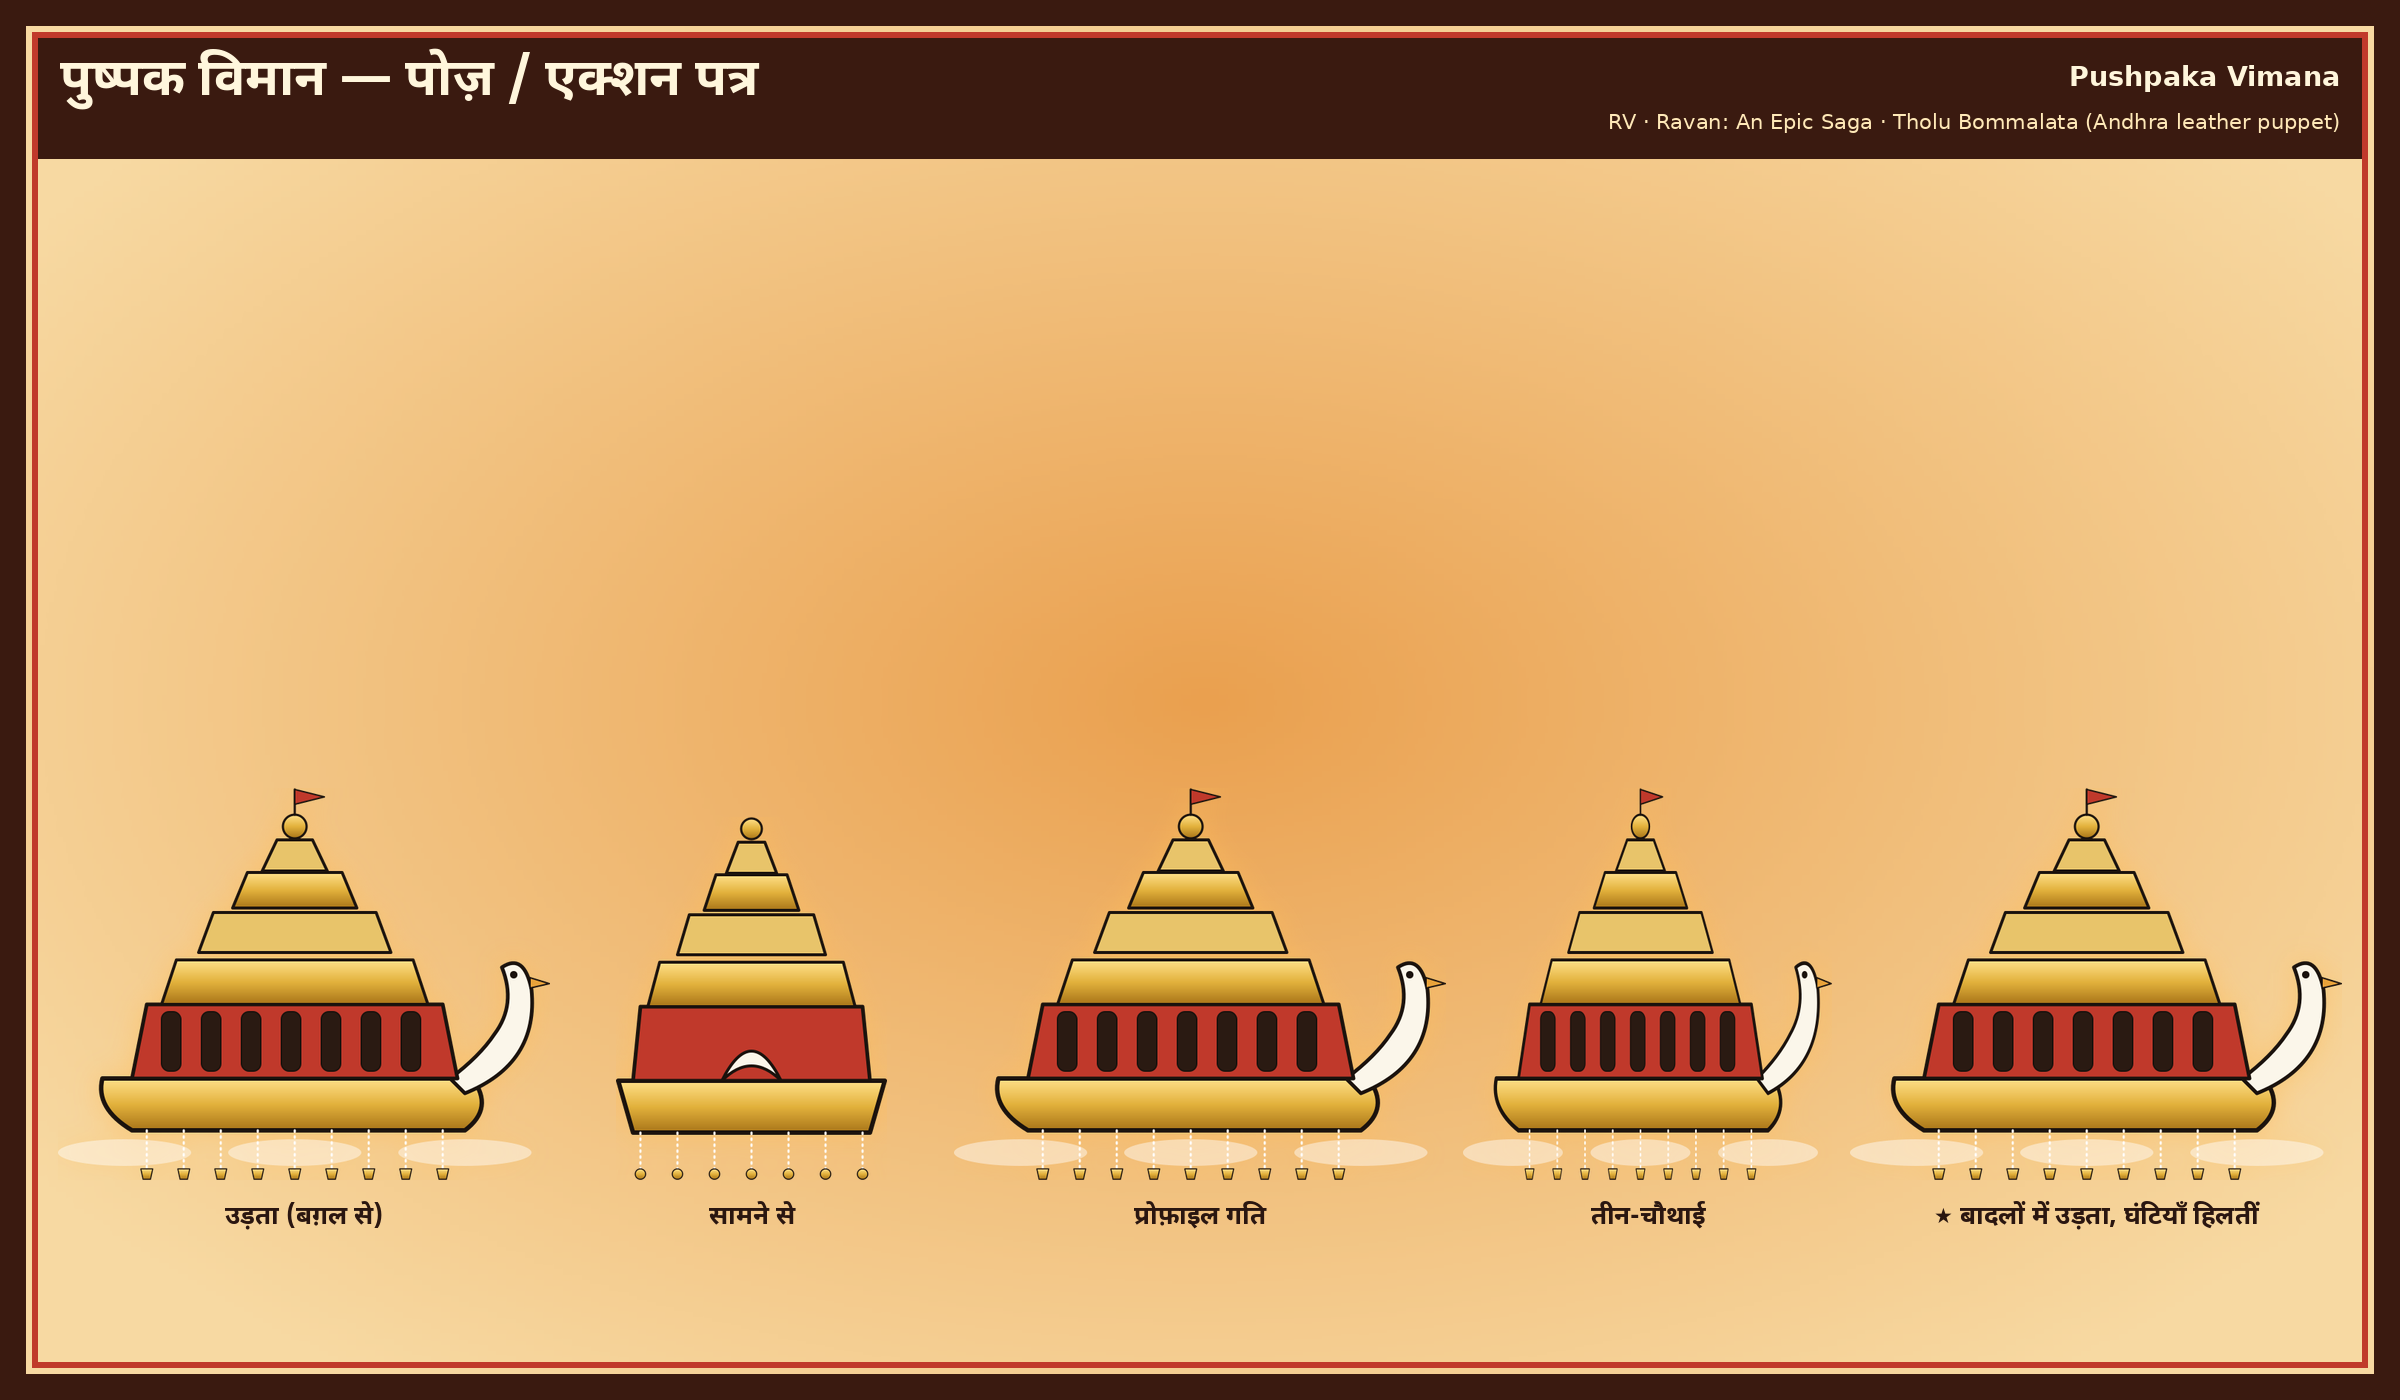 पुष्पक विमान — पोज़ / एक्शन पत्र
Pushpaka Vimana
RV · Ravan: An Epic Saga · Tholu Bommalata (Andhra leather puppet)
उड़ता (बग़ल से)
सामने से
प्रोफ़ाइल गति
तीन-चौथाई
★ बादलों में उड़ता, घंटियाँ हिलतीं